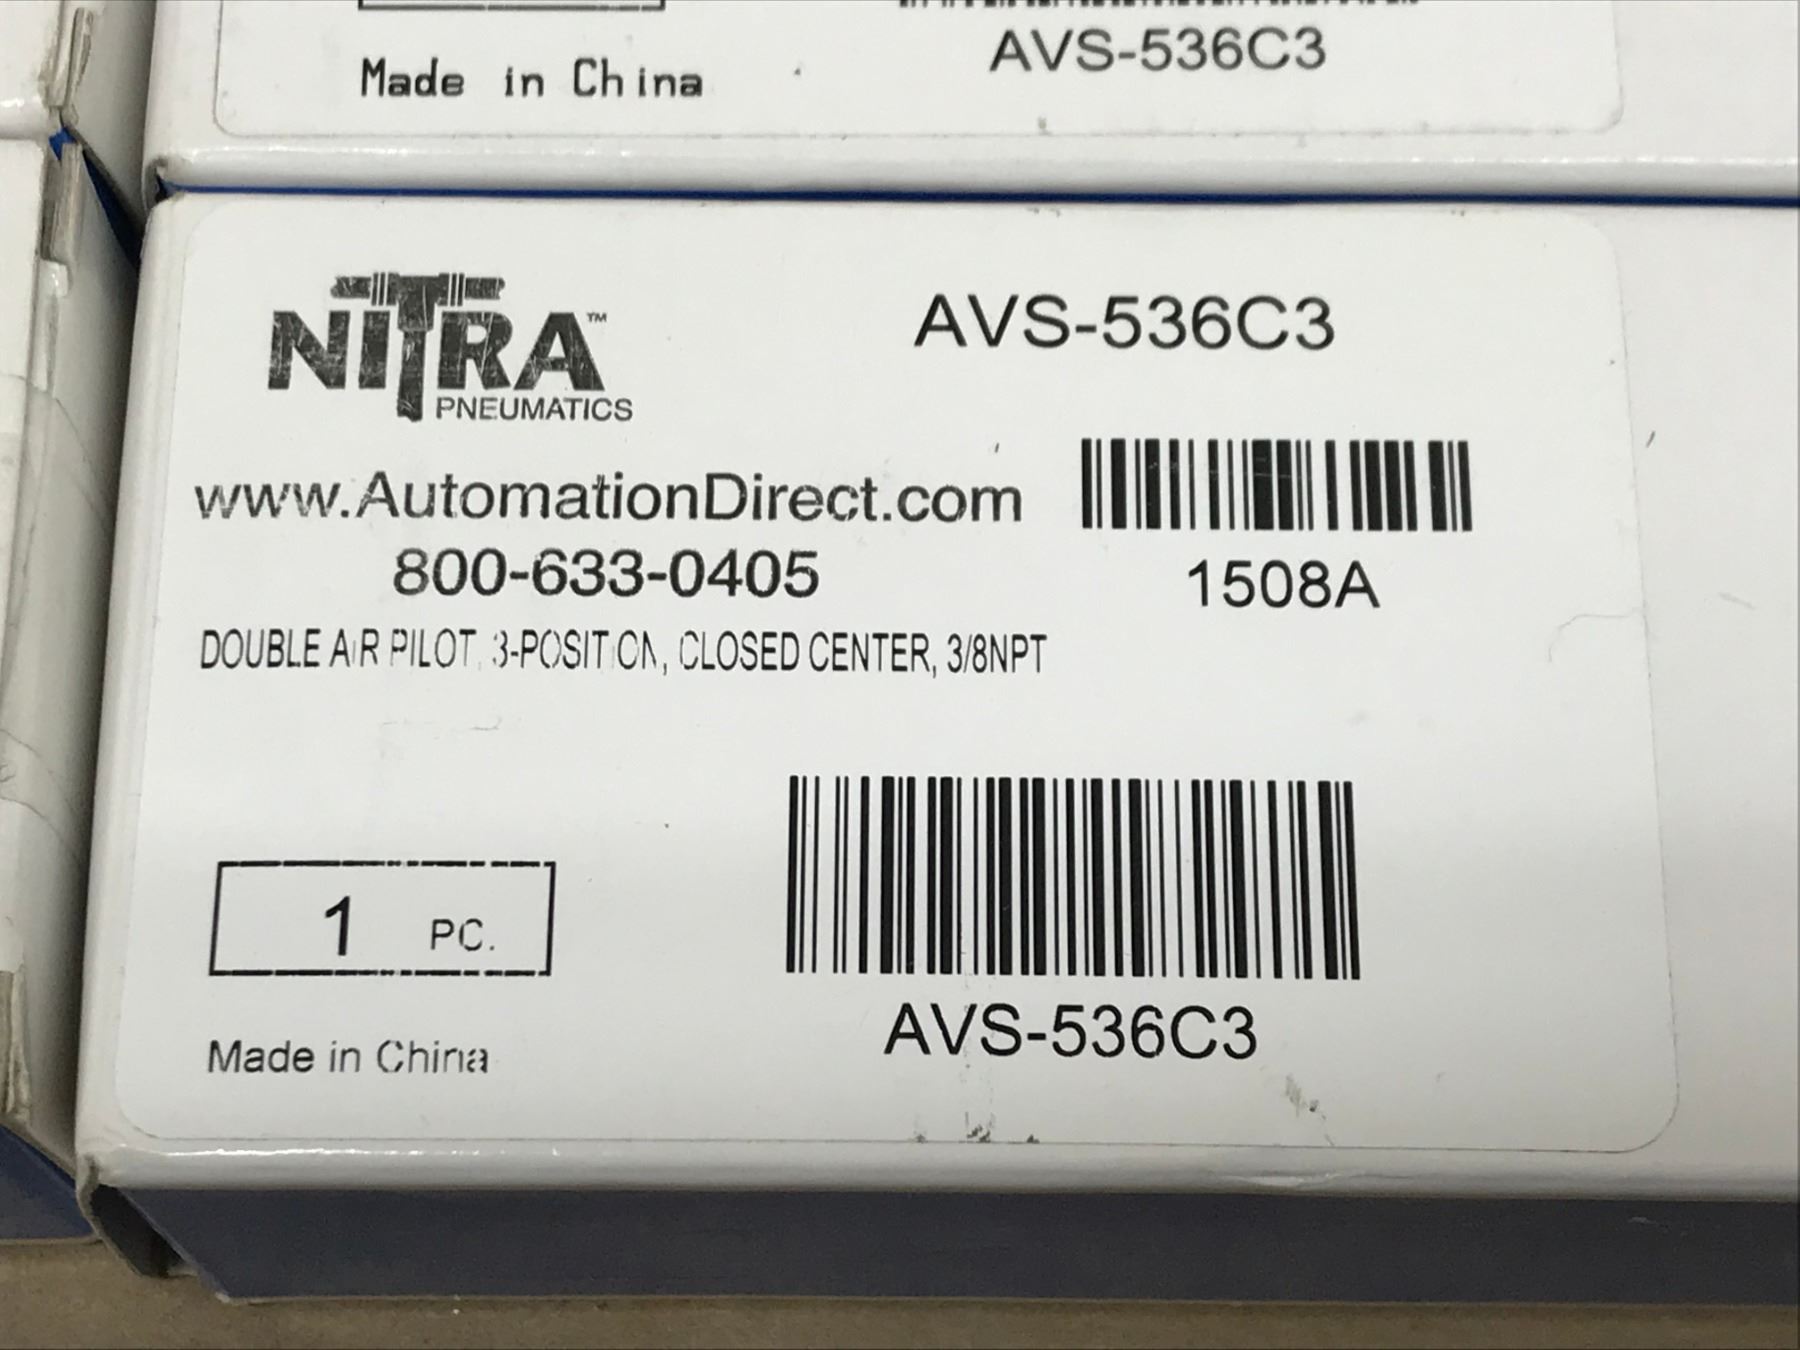 Made in China
AVS-536C3
NITRA™
PNEUMATICS
AVS-536C3
www.AutomationDirect.com
800-633-0405
1508A
DOUBLE AIR PILOT, 3-POSITION, CLOSED CENTER, 3/8NPT
1 PC.
AVS-536C3
Made in China